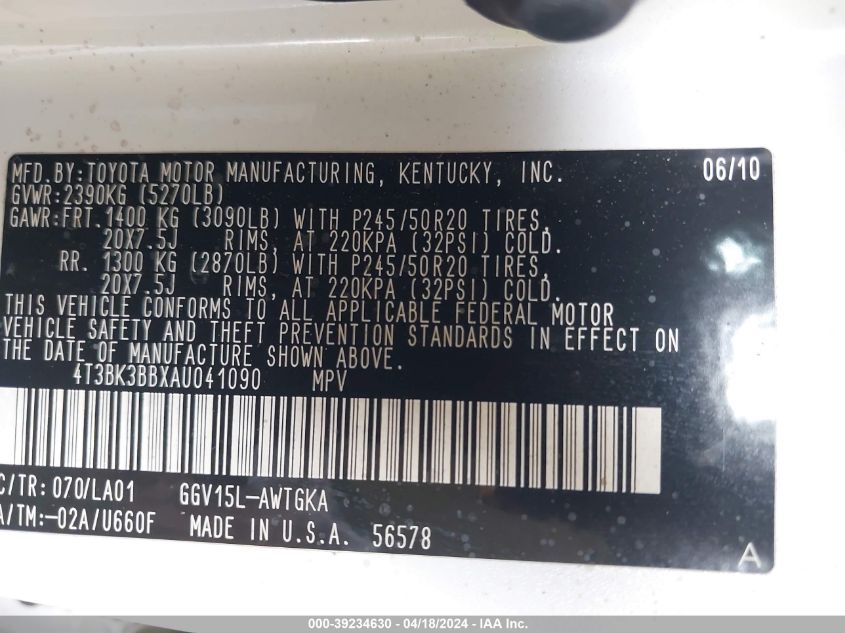 MFD.BY:TOYOTA MOTOR MANUFACTURING, KENTUCKY, INC. 06/10
GVWR:2390KG (5270LB)
GAWR:FRT.1400 KG (3090LB) WITH P245/50R20 TIRES,
20X7.5J RIMS, AT 220KPA (32PSI) COLD.
RR. 1300 KG (2870LB) WITH P245/50R20 TIRES,
20X7.5J RIMS, AT 220KPA (32PSI) COLD.
THIS VEHICLE CONFORMS TO ALL APPLICABLE FEDERAL MOTOR
VEHICLE SAFETY AND THEFT PREVENTION STANDARDS IN EFFECT ON
THE DATE OF MANUFACTURE SHOWN ABOVE.
4T3BK3BBXAU041090 MPV
C/TR:070/LA01 GGV15L-AWTGKA
A/TM:-02A/U660F MADE IN U.S.A. 56578
A
000-39234630 - 04/18/2024 - IAA Inc.